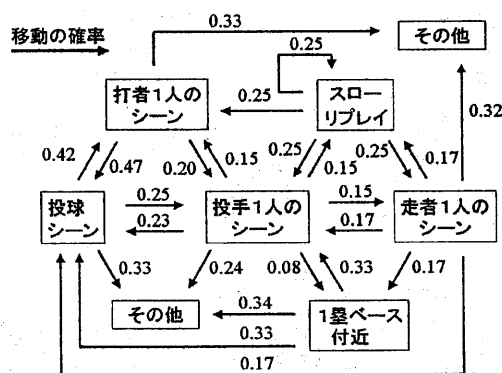 移動の確率
0.33
その他
0.25
打者1人の
シーン
0.25
スロー
リプレイ
0.32
0.42
0.47
0.20
0.15
0.25
0.15
0.25
0.17
投球
シーン
0.25
0.23
投手1人の
シーン
0.15
0.17
走者1人の
シーン
0.33
0.24
0.08
0.33
0.17
その他
0.34
0.33
0.17
1塁ベース
付近